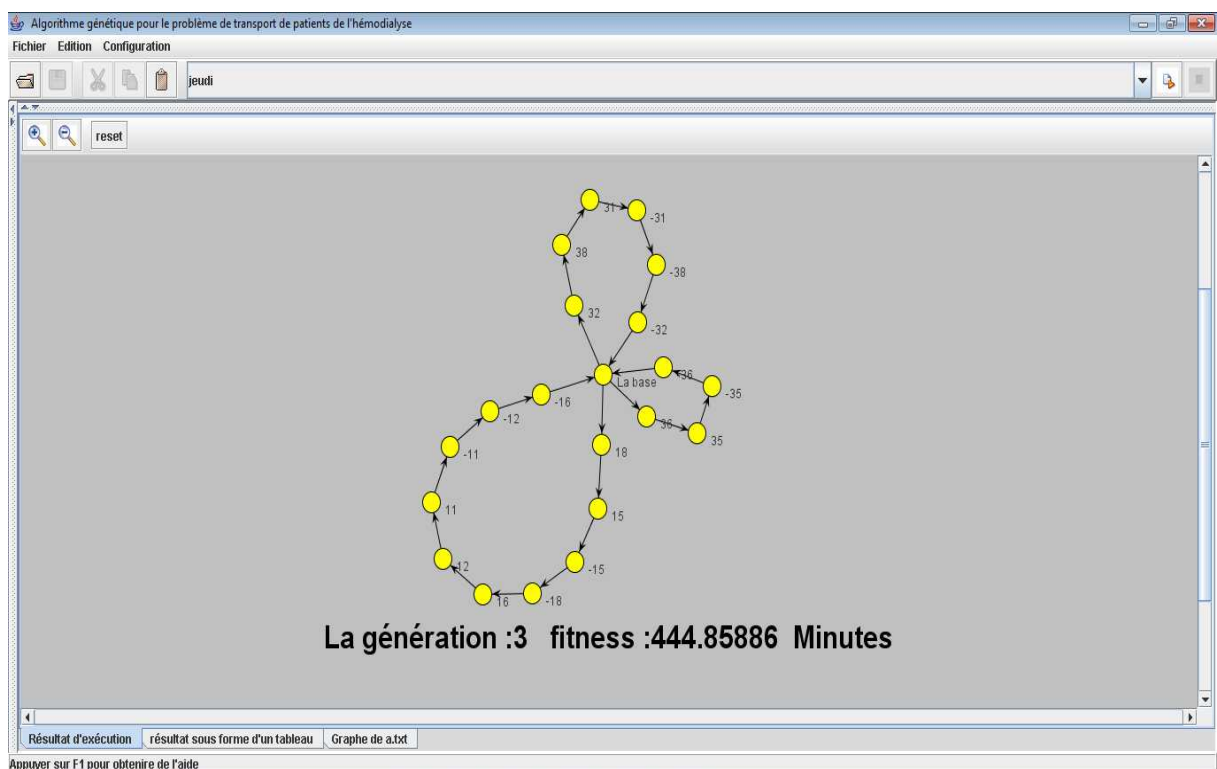 Algorithme génétique pour le problème de transport de patients de l'hémodialyse
Fichier Edition Configuration
jeudi
reset
31
-31
38
-38
32
-32
La base
-36
-35
36
35
-16
-12
-11
18
11
15
12
-15
16
-18
La génération :3 fitness :444.85886 Minutes
Résultat d'exécution résultat sous forme d'un tableau Graphe de a.txt
Appuyer sur F1 pour obtenire de l'aide